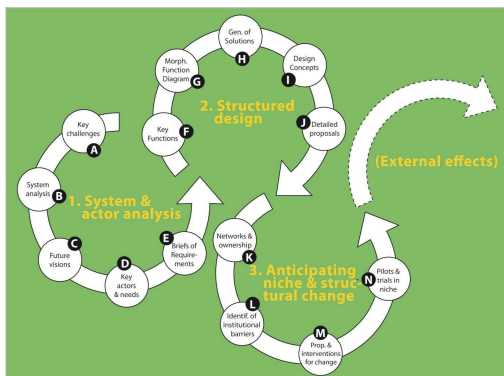 Key
challenges
A
System
analysis
B
Future
visions
C
Key
actors
& needs
D
Briefs of
Require-
ments
E
1. System &
actor analysis
Key
Functions
F
Morph.
Function
Diagram
G
Gen. of
Solutions
H
Design
Concepts
I
Detailed
proposals
J
2. Structured
design
Networks &
ownership
K
Identif. of
institutional
barriers
L
Prop. &
interventions
for change
M
Pilots &
trials in
niche
N
3. Anticipating
niche & struc-
tural change
(External effects)